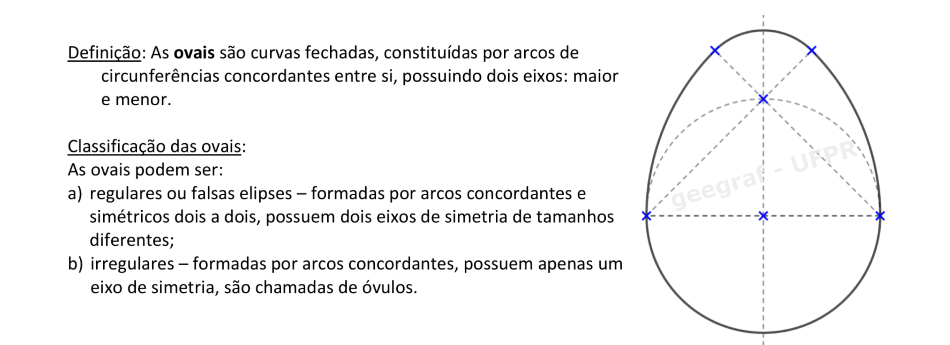 Definição: As ovais são curvas fechadas, constituídas por arcos de
circunferências concordantes entre si, possuindo dois eixos: maior
e menor.
Classificação das ovais:
As ovais podem ser:
a) regulares ou falsas elipses – formadas por arcos concordantes e
simétricos dois a dois, possuem dois eixos de simetria de tamanhos
diferentes;
b) irregulares – formadas por arcos concordantes, possuem apenas um
eixo de simetria, são chamadas de óvulos.
geegraf - UFPR